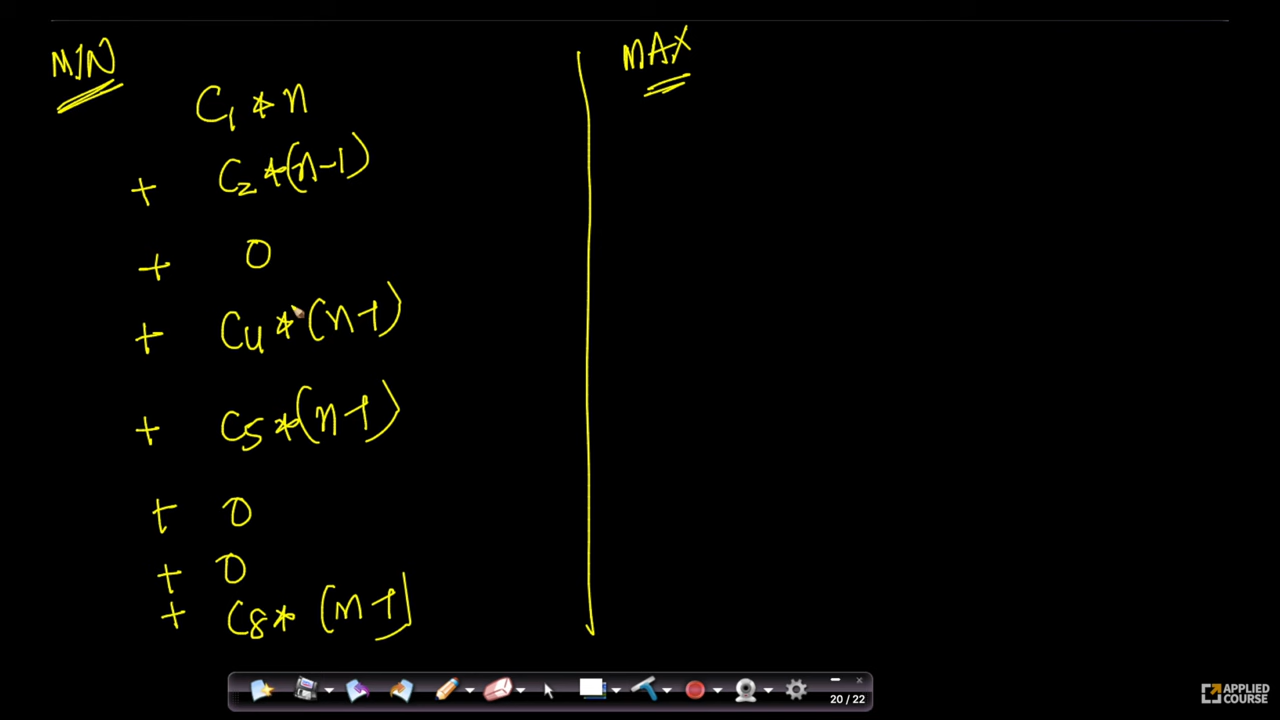 MIN
C₁ * n
+ C₂ * (n-1)
+ 0
+ C4 * (n-1)
+ C5 * (n-1)
+ 0
+ 0
+ C8 * (n-1)
MAX
20 / 22
APPLIED
COURSE